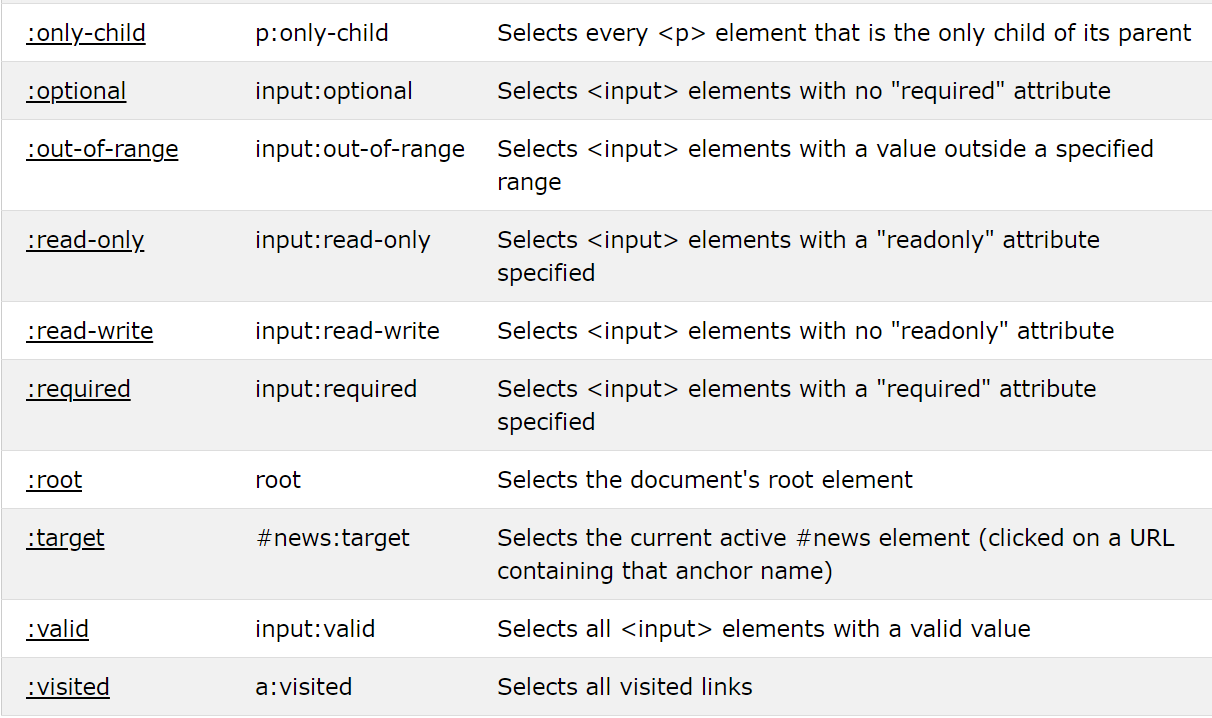 :only-child p:only-child Selects every <p> element that is the only child of its parent
:optional input:optional Selects <input> elements with no "required" attribute
:out-of-range input:out-of-range Selects <input> elements with a value outside a specified
range
:read-only input:read-only Selects <input> elements with a "readonly" attribute
specified
:read-write input:read-write Selects <input> elements with no "readonly" attribute
:required input:required Selects <input> elements with a "required" attribute
specified
:root root Selects the document's root element
:target #news:target Selects the current active #news element (clicked on a URL
containing that anchor name)
:valid input:valid Selects all <input> elements with a valid value
:visited a:visited Selects all visited links